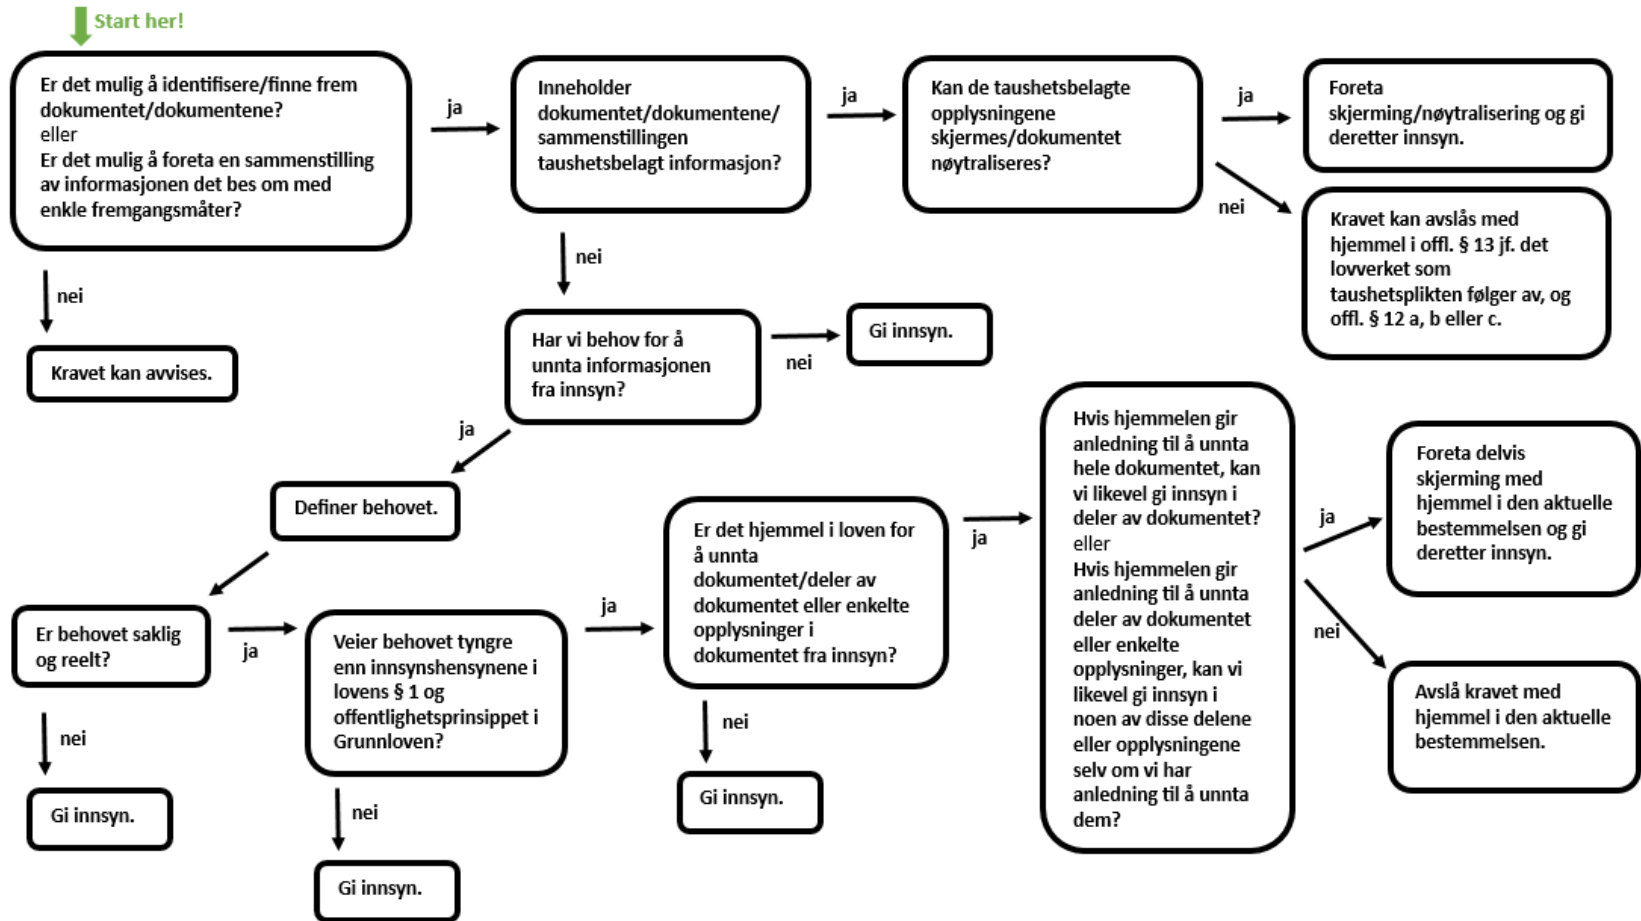 Start her!
Er det mulig å identifisere/finne frem
dokumentet/dokumentene?
eller
Er det mulig å foreta en sammenstilling
av informasjonen det bes om med
enkle fremgangsmåter?
ja
Inneholder
dokumentet/dokumentene/
sammenstillingen
taushetsbelagt informasjon?
ja
Kan de taushetsbelagte
opplysningene
skjermes/dokumentet
nøytraliseres?
ja
Foreta
skjerming/nøytralisering og gi
deretter innsyn.
nei
Kravet kan avslås med
hjemmel i offl. § 13 jf. det
lovverket som
taushetsplikten følger av, og
offl. § 12 a, b eller c.
nei
Kravet kan avvises.
nei
Har vi behov for å
unnta informasjonen
fra innsyn?
nei
Gi innsyn.
ja
Definer behovet.
Er behovet saklig
og reelt?
nei
Gi innsyn.
ja
Veier behovet tyngre
enn innsynshensynene i
lovens § 1 og
offentlighetsprinsippet i
Grunnloven?
nei
Gi innsyn.
ja
Er det hjemmel i loven for
å unnta
dokumentet/deler av
dokumentet eller enkelte
opplysninger i
dokumentet fra innsyn?
nei
Gi innsyn.
ja
Hvis hjemmelen gir
anledning til å unnta
hele dokumentet, kan
vi likevel gi innsyn i
deler av dokumentet?
eller
Hvis hjemmelen gir
anledning til å unnta
deler av dokumentet
eller enkelte
opplysninger, kan vi
likevel gi innsyn i
noen av disse delene
eller opplysningene
selv om vi har
anledning til å unnta
dem?
ja
Foreta delvis
skjerming med
hjemmel i den aktuelle
bestemmelsen og gi
deretter innsyn.
nei
Avslå kravet med
hjemmel i den aktuelle
bestemmelsen.